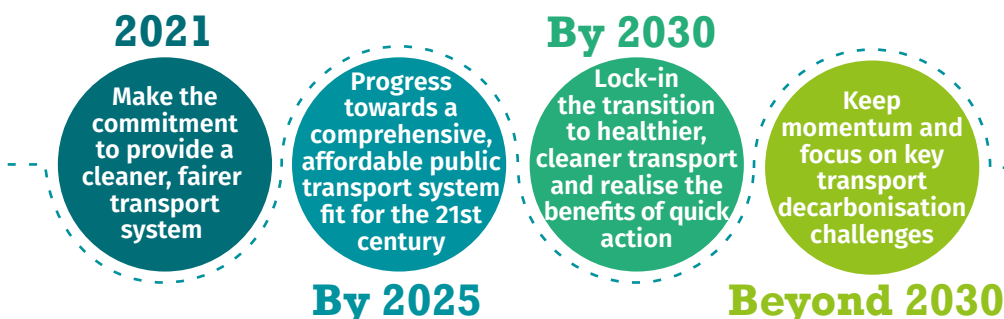 2021
Make the
commitment
to provide a
cleaner, fairer
transport
system
Progress
towards a
comprehensive,
affordable public
transport system
fit for the 21st
century
By 2025
By 2030
Lock-in
the transition
to healthier,
cleaner transport
and realise the
benefits of quick
action
Keep
momentum and
focus on key
transport
decarbonisation
challenges
Beyond 2030